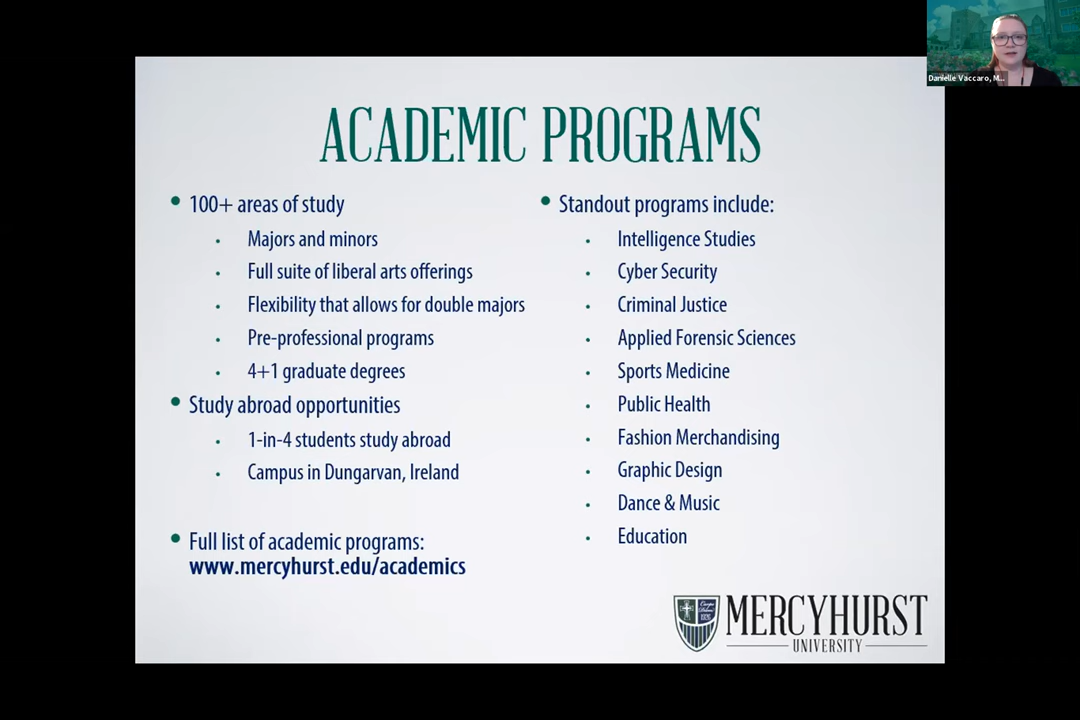 Danielle Vaccaro, M...
ACADEMIC PROGRAMS
• 100+ areas of study
• Majors and minors
• Full suite of liberal arts offerings
• Flexibility that allows for double majors
• Pre-professional programs
• 4+1 graduate degrees
• Study abroad opportunities
• 1-in-4 students study abroad
• Campus in Dungarvan, Ireland
• Full list of academic programs:
www.mercyhurst.edu/academics
• Standout programs include:
• Intelligence Studies
• Cyber Security
• Criminal Justice
• Applied Forensic Sciences
• Sports Medicine
• Public Health
• Fashion Merchandising
• Graphic Design
• Dance & Music
• Education
MERCYHURST
UNIVERSITY